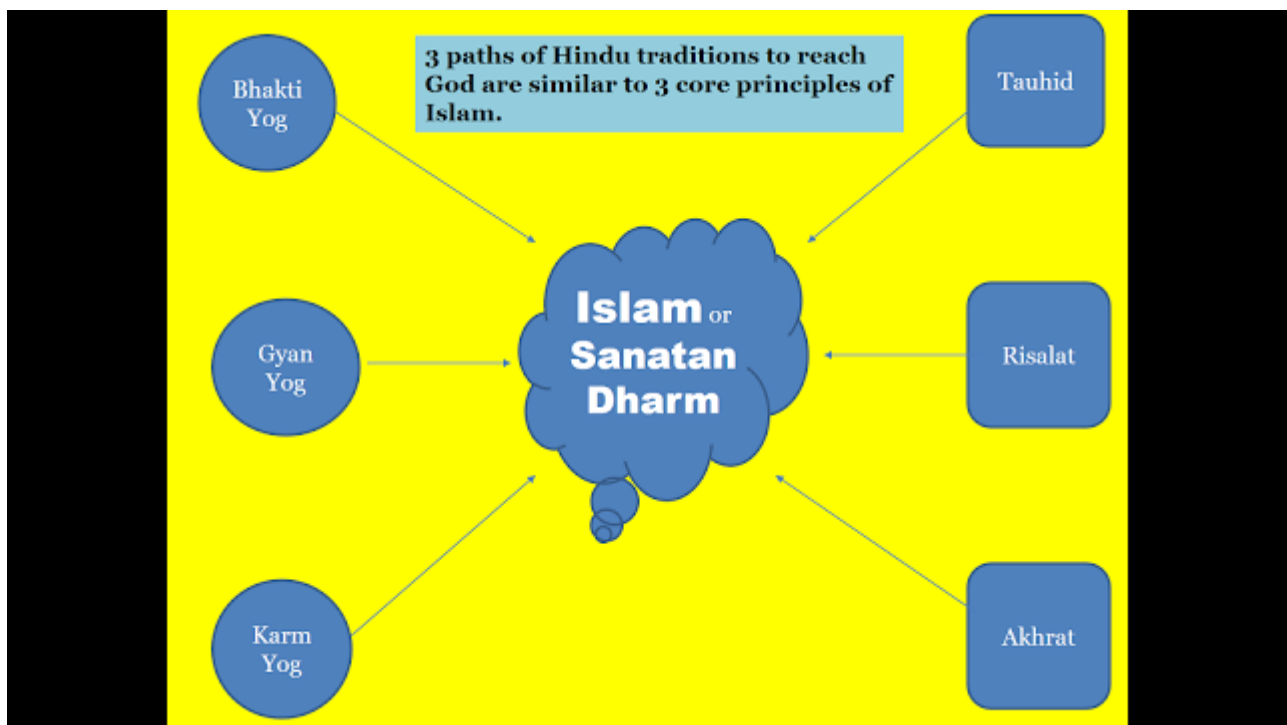 3 paths of Hindu traditions to reach
God are similar to 3 core principles of
Islam.
Bhakti
Yog
Tauhid
Islam or
Sanatan
Dharm
Gyan
Yog
Risalat
Karm
Yog
Akhrat